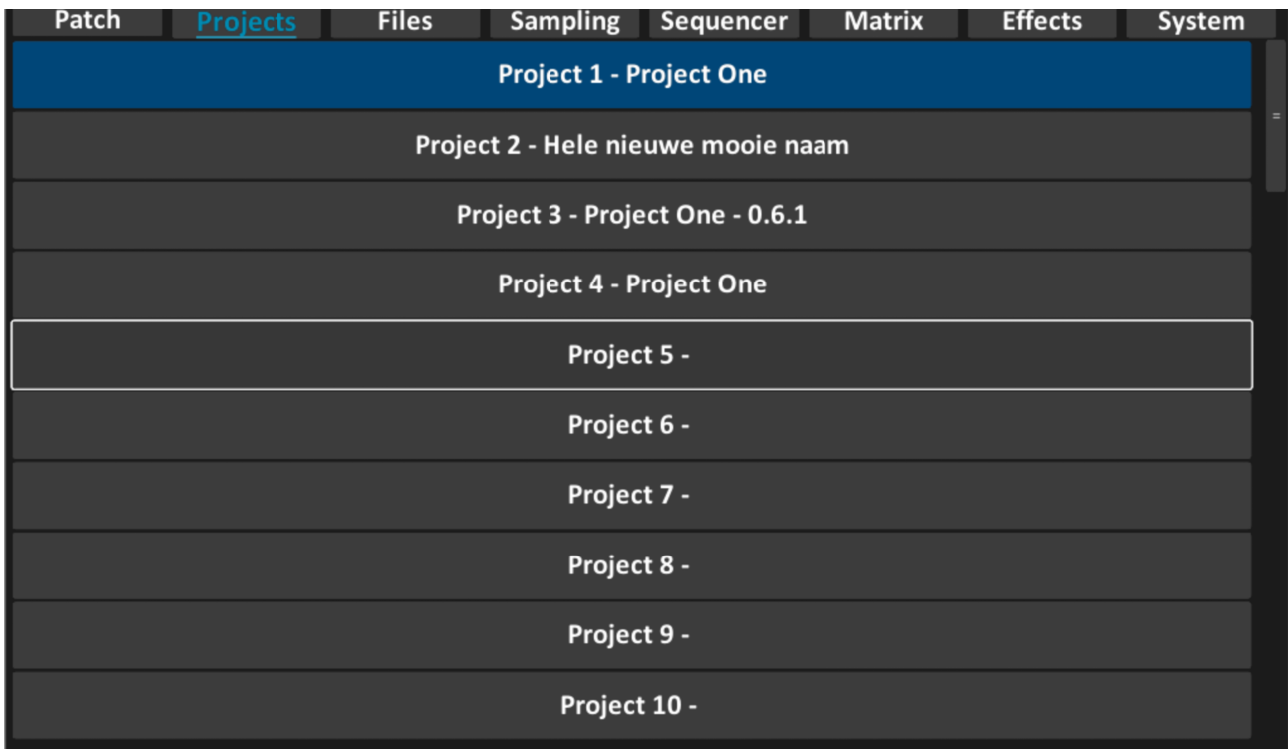 Patch Projects Files Sampling Sequencer Matrix Effects System
Project 1 - Project One
Project 2 - Hele nieuwe mooie naam
Project 3 - Project One - 0.6.1
Project 4 - Project One
Project 5 -
Project 6 -
Project 7 -
Project 8 -
Project 9 -
Project 10 -